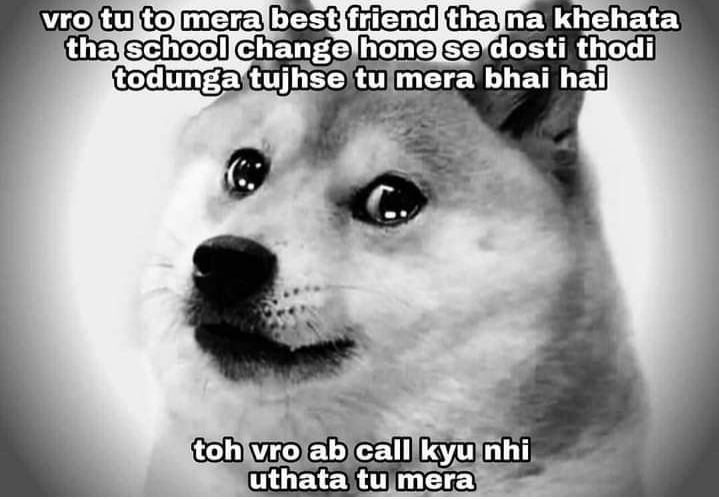 vro tu to mera best friend tha na khehata
tha school change hone se dosti thodi
todunga tujhse tu mera bhai hai
toh vro ab call kyu nhi
uthata tu mera